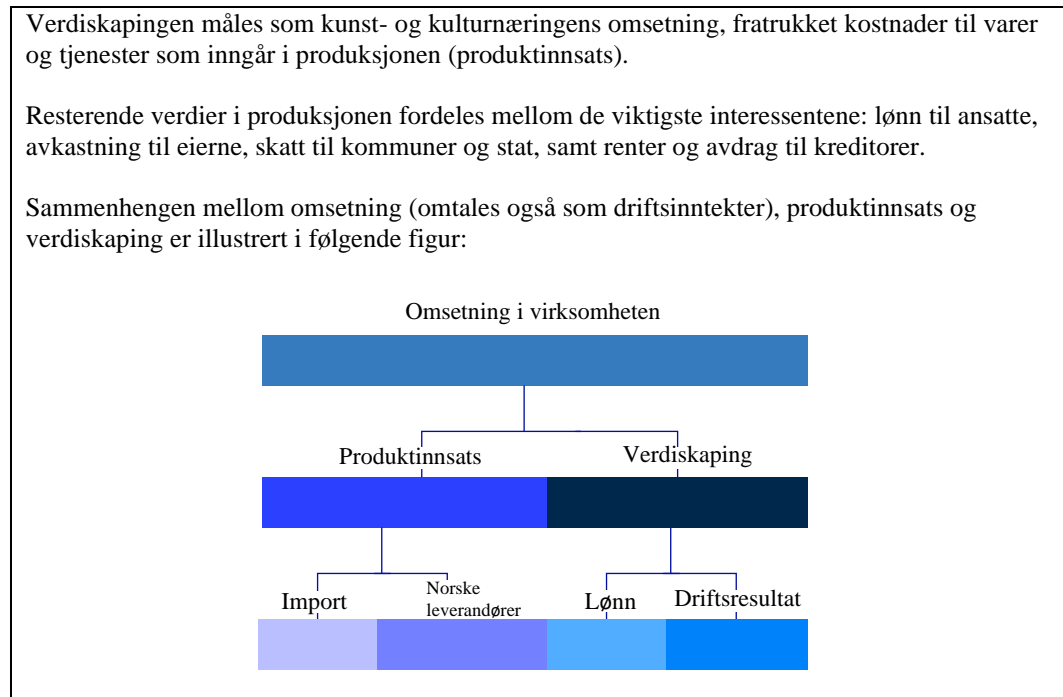 Verdiskapingen måles som kunst- og kulturnæringens omsetning, fratrukket kostnader til varer
og tjenester som inngår i produksjonen (produktinnsats).
Resterende verdier i produksjonen fordeles mellom de viktigste interessentene: lønn til ansatte,
avkastning til eierne, skatt til kommuner og stat, samt renter og avdrag til kreditorer.
Sammenhengen mellom omsetning (omtales også som driftsinntekter), produktinnsats og
verdiskaping er illustrert i følgende figur:
Omsetning i virksomheten
Produktinnsats
Verdiskaping
Import
Norske
leverandører
Lønn
Driftsresultat